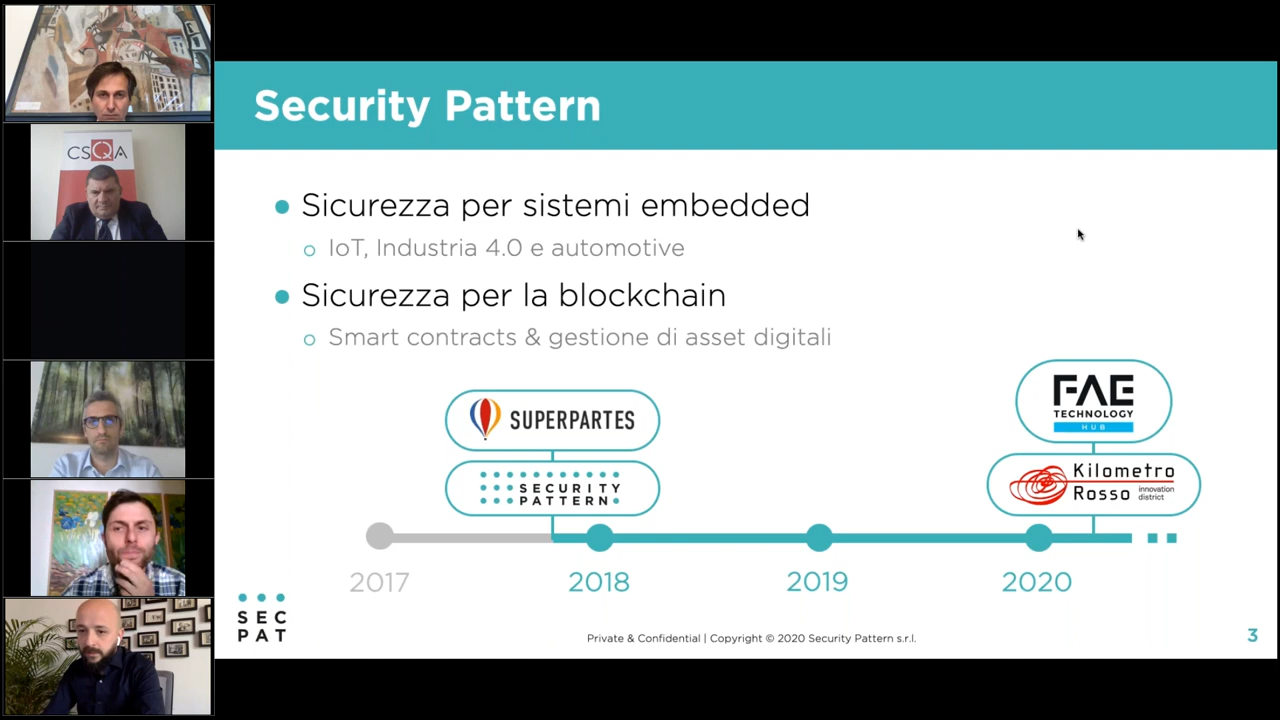 CSQA
Security Pattern
Sicurezza per sistemi embedded
IoT, Industria 4.0 e automotive
Sicurezza per la blockchain
Smart contracts & gestione di asset digitali
SUPERPARTES
SECURITY
PATTERN
FAE
TECHNOLOGY
HUB
Kilometro
Rosso
innovation
district
2017
2018
2019
2020
SEC
PAT
Private & Confidential | Copyright © 2020 Security Pattern s.r.l.
3